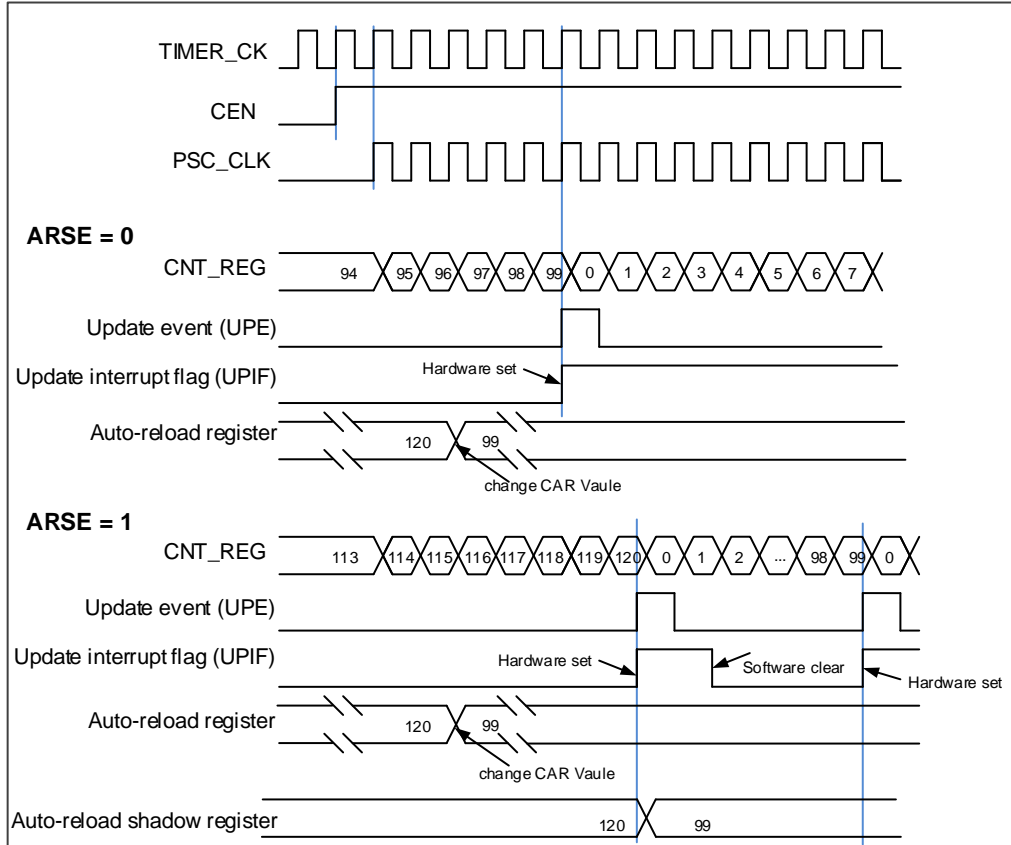 TIMER_CK
CEN
PSC_CLK
ARSE = 0
CNT_REG 94 95 96 97 98 99 0 1 2 3 4 5 6 7
Update event (UPE)
Hardware set
Update interrupt flag (UPIF)
Auto-reload register
120 99
change CAR Vaule
ARSE = 1
CNT_REG 113 114 115 116 117 118 119 120 0 1 2 ... 98 99 0
Update event (UPE)
Update interrupt flag (UPIF) Hardware set Software clear
Hardware set
Auto-reload register 120 99
change CAR Vaule
Auto-reload shadow register 120 99